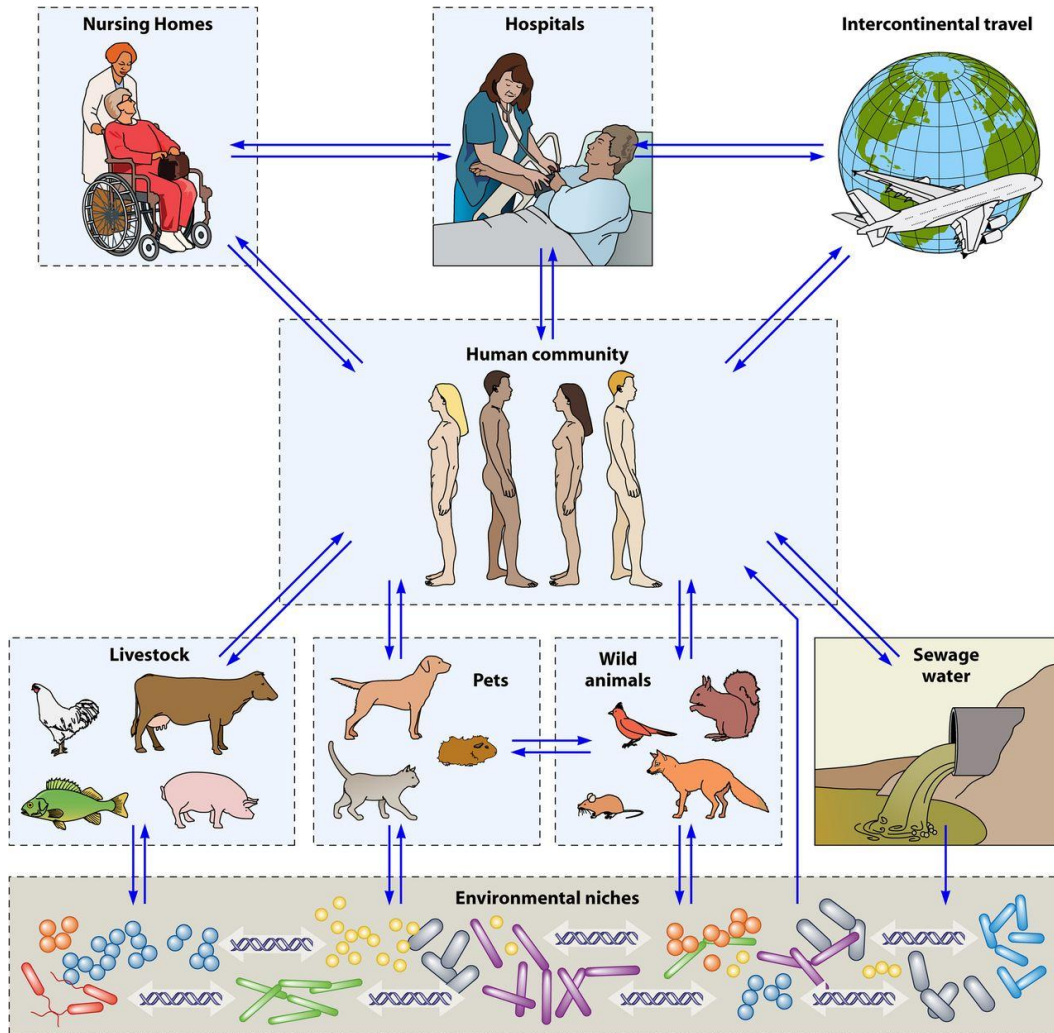 Nursing Homes
Hospitals
Intercontinental travel
Human community
Livestock
Pets
Wild
animals
Sewage
water
Environmental niches